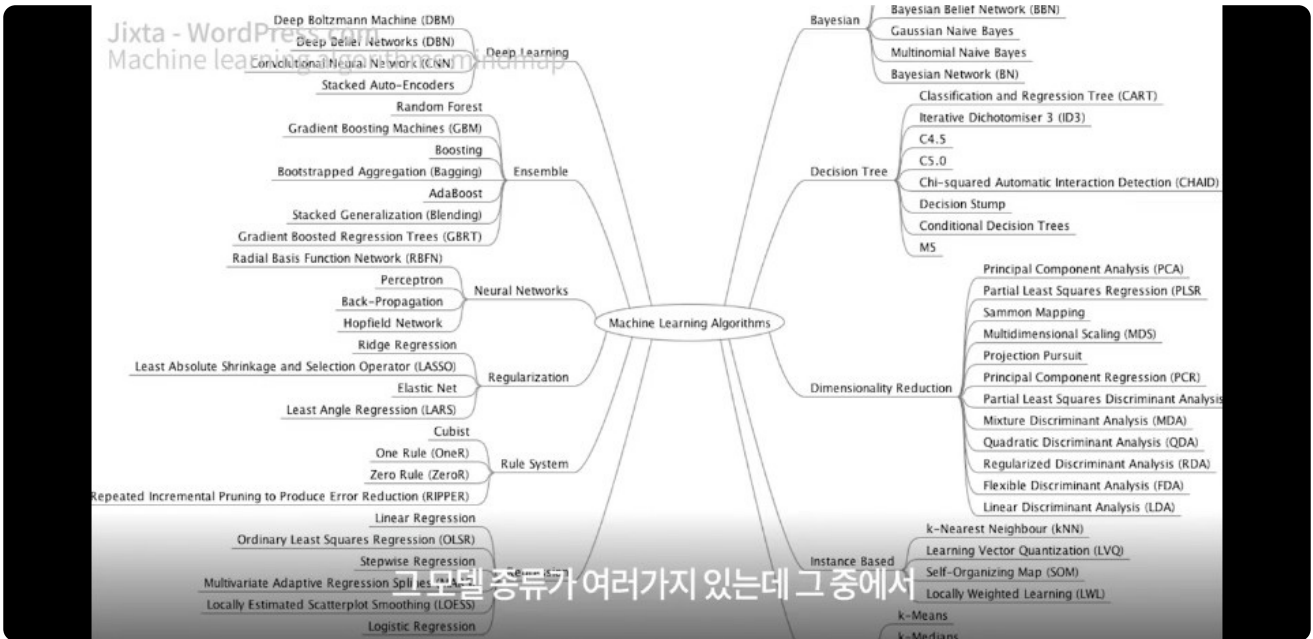 Jixta - WordPress.com
Machine learning algorithms mindmap
Deep Boltzmann Machine (DBM)
Deep Belief Networks (DBN)
Convolutional Neural Network (CNN)
Stacked Auto-Encoders
Deep Learning
Random Forest
Gradient Boosting Machines (GBM)
Boosting
Bootstrapped Aggregation (Bagging)
AdaBoost
Stacked Generalization (Blending)
Gradient Boosted Regression Trees (GBRT)
Ensemble
Radial Basis Function Network (RBFN)
Perceptron
Back-Propagation
Hopfield Network
Neural Networks
Ridge Regression
Least Absolute Shrinkage and Selection Operator (LASSO)
Elastic Net
Least Angle Regression (LARS)
Regularization
Cubist
One Rule (OneR)
Zero Rule (ZeroR)
Repeated Incremental Pruning to Produce Error Reduction (RIPPER)
Rule System
Linear Regression
Ordinary Least Squares Regression (OLSR)
Stepwise Regression
Multivariate Adaptive Regression Splines
Locally Estimated Scatterplot Smoothing (LOESS)
Logistic Regression
Regression
Machine Learning Algorithms
Bayesian
Bayesian Belief Network (BBN)
Gaussian Naive Bayes
Multinomial Naive Bayes
Bayesian Network (BN)
Decision Tree
Classification and Regression Tree (CART)
Iterative Dichotomiser 3 (ID3)
C4.5
C5.0
Chi-squared Automatic Interaction Detection (CHAID)
Decision Stump
Conditional Decision Trees
M5
Dimensionality Reduction
Principal Component Analysis (PCA)
Partial Least Squares Regression (PLSR
Sammon Mapping
Multidimensional Scaling (MDS)
Projection Pursuit
Principal Component Regression (PCR)
Partial Least Squares Discriminant Analysis
Mixture Discriminant Analysis (MDA)
Quadratic Discriminant Analysis (QDA)
Regularized Discriminant Analysis (RDA)
Flexible Discriminant Analysis (FDA)
Linear Discriminant Analysis (LDA)
Instance Based
k-Nearest Neighbour (kNN)
Learning Vector Quantization (LVQ)
Self-Organizing Map (SOM)
Locally Weighted Learning (LWL)
k-Means
k-Medians
그 모델 종류가 여러가지 있는데 그 중에서